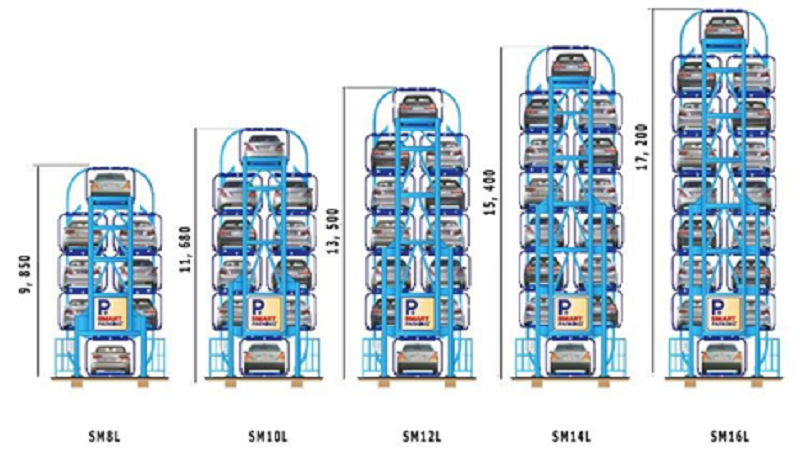 9, 850
11, 680
13, 500
15, 400
17, 200
P
SMART
PARKING
P
SMART
PARKING
P
SMART
PARKING
P
SMART
PARKING
P
SMART
PARKING
SM8L
SM10L
SM12L
SM14L
SM16L